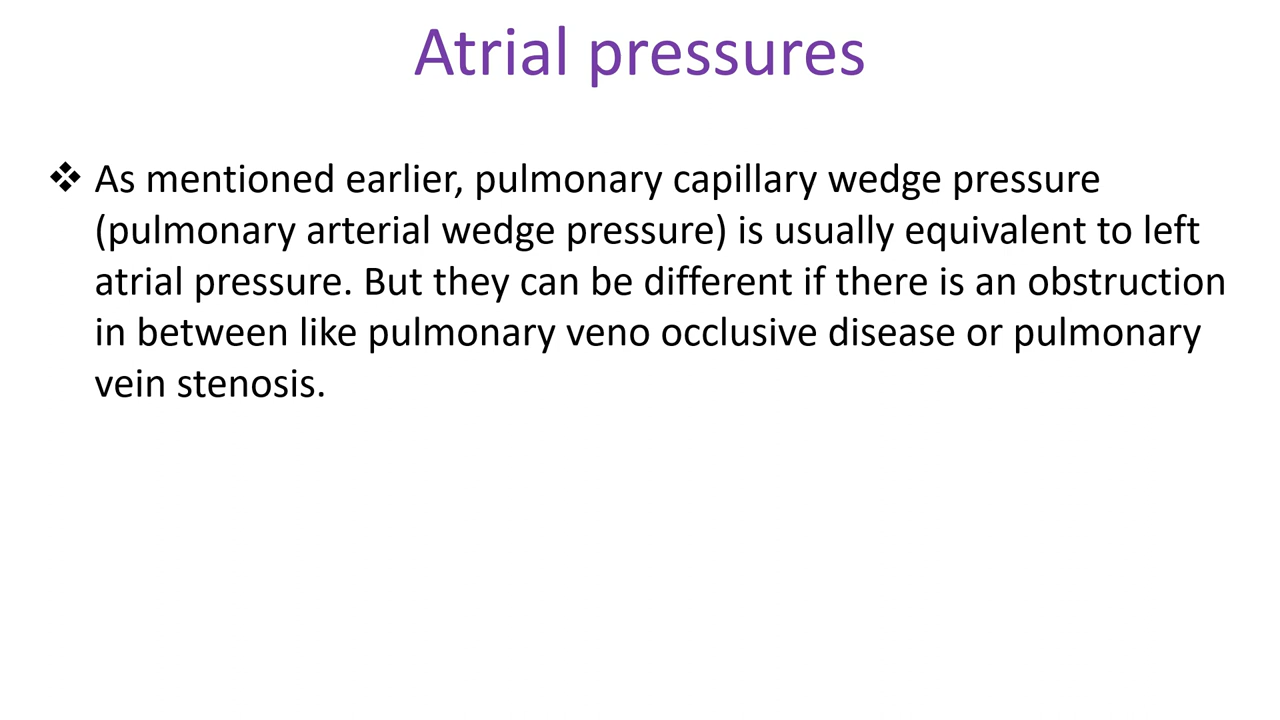 Atrial pressures
❖ As mentioned earlier, pulmonary capillary wedge pressure
(pulmonary arterial wedge pressure) is usually equivalent to left
atrial pressure. But they can be different if there is an obstruction
in between like pulmonary veno occlusive disease or pulmonary
vein stenosis.